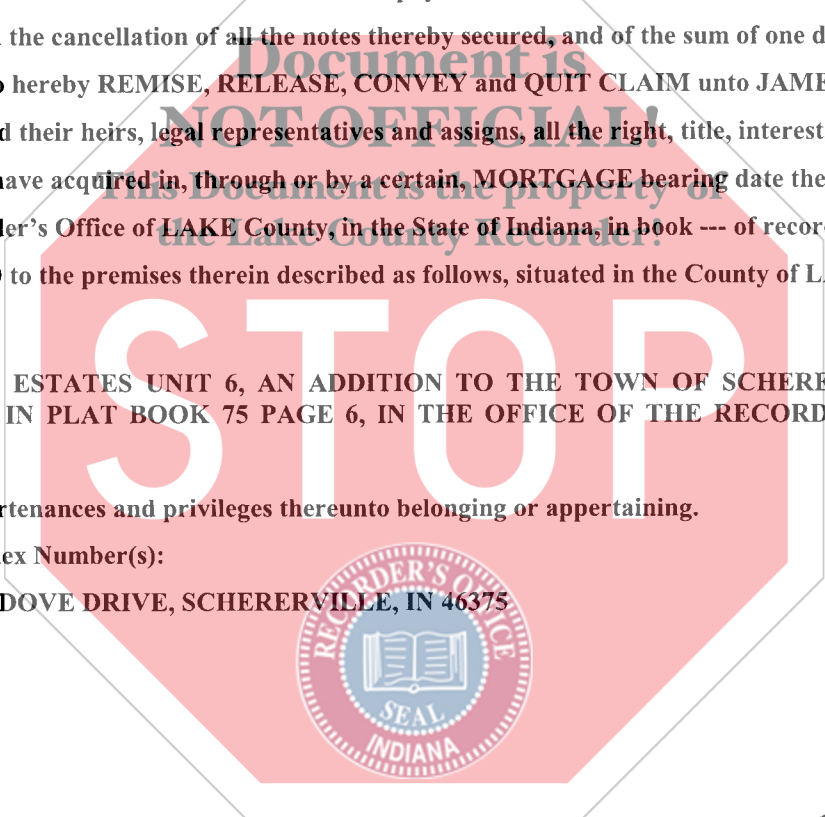 the cancellation of all the notes thereby secured, and of the sum of one d
Document is
hereby REMISE, RELEASE, CONVEY and QUIT CLAIM unto JAME
NOT OFFICIAL!
d their heirs, legal representatives and assigns, all the right, title, interest
This Document is the property of
have acquired in, through or by a certain, MORTGAGE bearing date the
the Lake County Recorder!
er's Office of LAKE County, in the State of Indiana, in book --- of recor
to the premises therein described as follows, situated in the County of L
STOP
ESTATES UNIT 6, AN ADDITION TO THE TOWN OF SCHERE
IN PLAT BOOK 75 PAGE 6, IN THE OFFICE OF THE RECORD
rtenances and privileges thereunto belonging or appertaining.
ex Number(s):
DOVE DRIVE, SCHERERVILLE, IN 46375
RECORDER'S OFFICE
SEAL
INDIANA